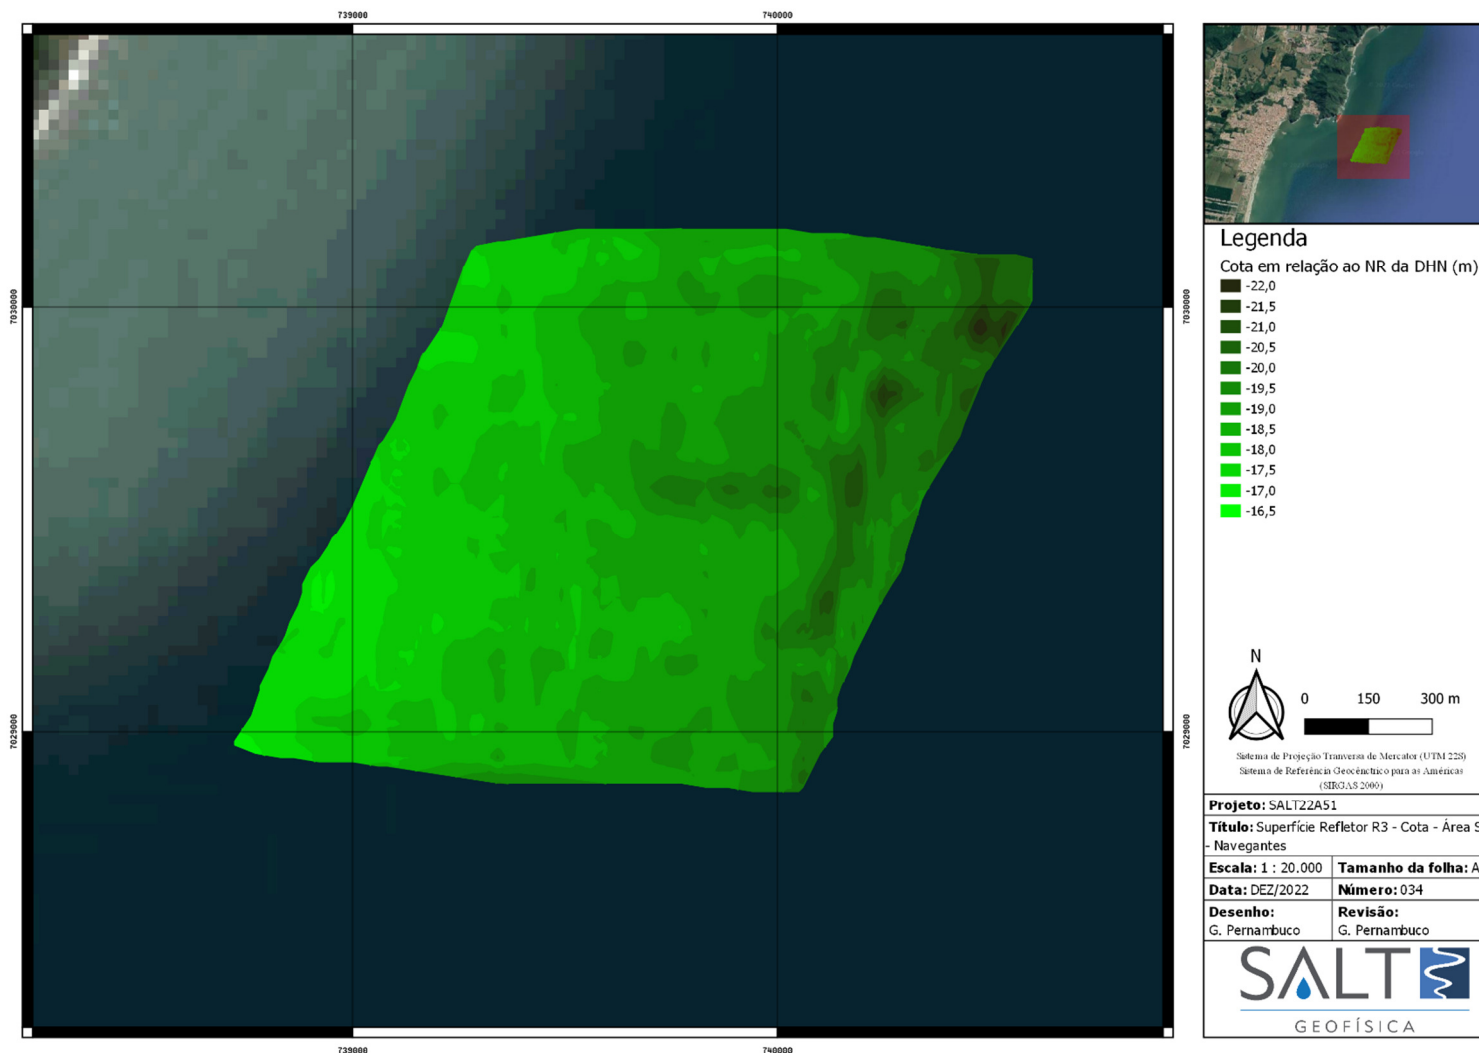 739000
740000
7030000
7030000
7029000
7029000
739000
740000
Legenda
Cota em relação ao NR da DHN (m)
-22,0
-21,5
-21,0
-20,5
-20,0
-19,5
-19,0
-18,5
-18,0
-17,5
-17,0
-16,5
N
0 150 300 m
Sistema de Projeção Tranversa de Mercator (UTM 22S)
Sistema de Referência Geocênctrico para as Américas
(SIRGAS 2000)
Projeto: SALT22A51
Título: Superfície Refletor R3 - Cota - Área S
- Navegantes
Escala: 1 : 20.000 Tamanho da folha: A
Data: DEZ/2022 Número: 034
Desenho: Revisão:
G. Pernambuco G. Pernambuco
SALT
GEOFÍSICA